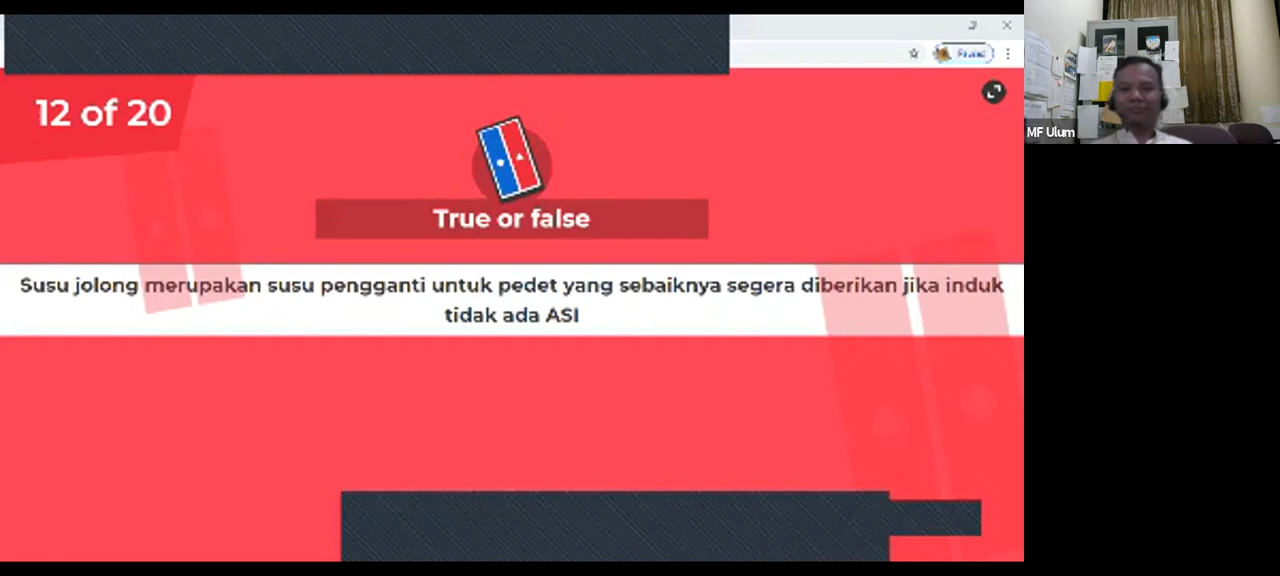 12 of 20
True or false
Susu jolong merupakan susu pengganti untuk pedet yang sebaiknya segera diberikan jika induk
tidak ada ASI
MF Ulum